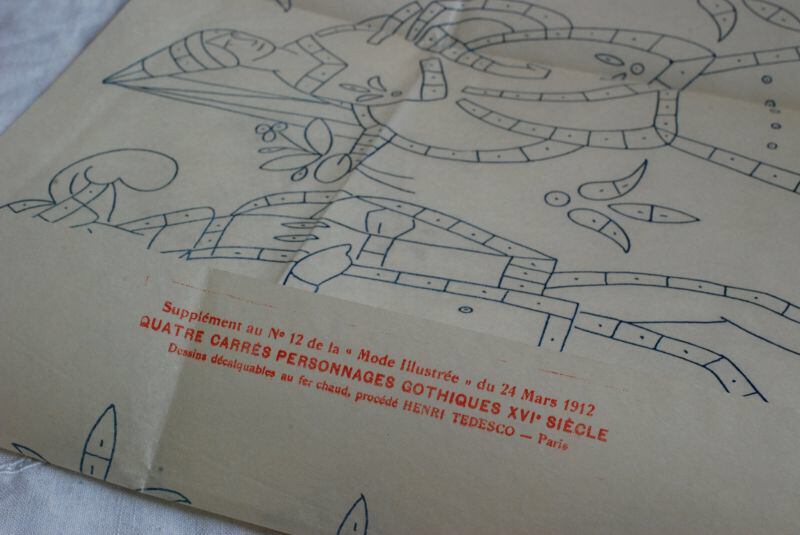 Supplément au Nº 12 de la « Mode Illustrée » du 24 Mars 1912
QUATRE CARRÉS PERSONNAGES GOTHIQUES XVIe SIÈCLE
Dessins décalquables au fer chaud, procédé HENRI TEDESCO — Paris